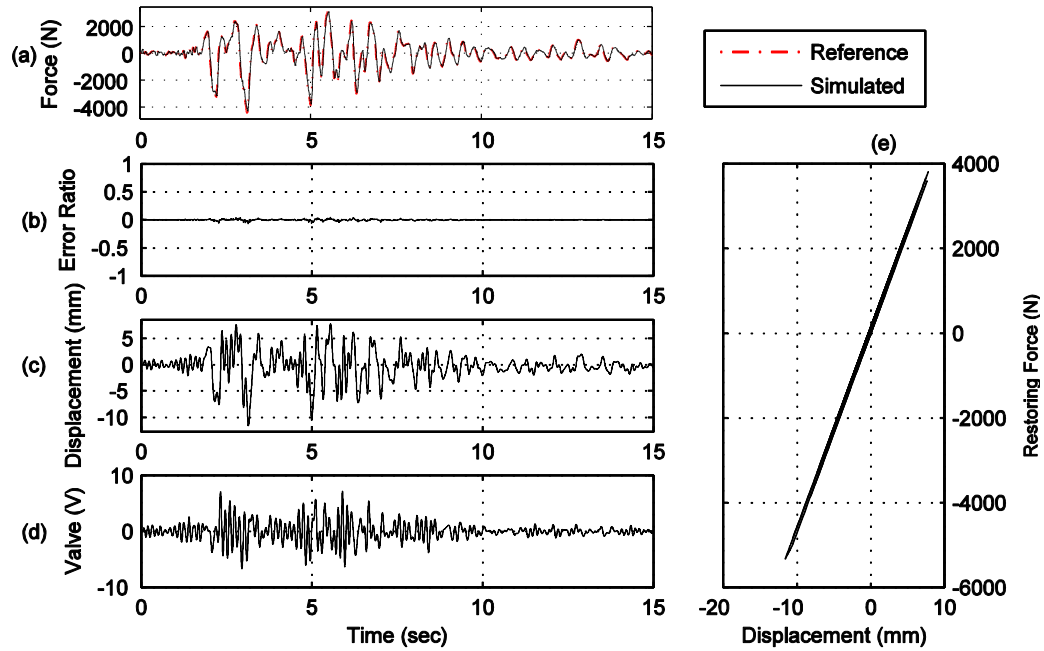 (a)
Force (N)
2000
0
-2000
-4000
0 5 10 15
Reference
Simulated
(b)
Error Ratio
1
0.5
0
-0.5
-1
0 5 10 15
(c)
Displacement (mm)
5
0
-5
-10
0 5 10 15
(d)
Valve (V)
10
0
-10
0 5 10 15
Time (sec)
(e)
4000
2000
0
-2000
-4000
-6000
Restoring Force (N)
-20 -10 0 10
Displacement (mm)